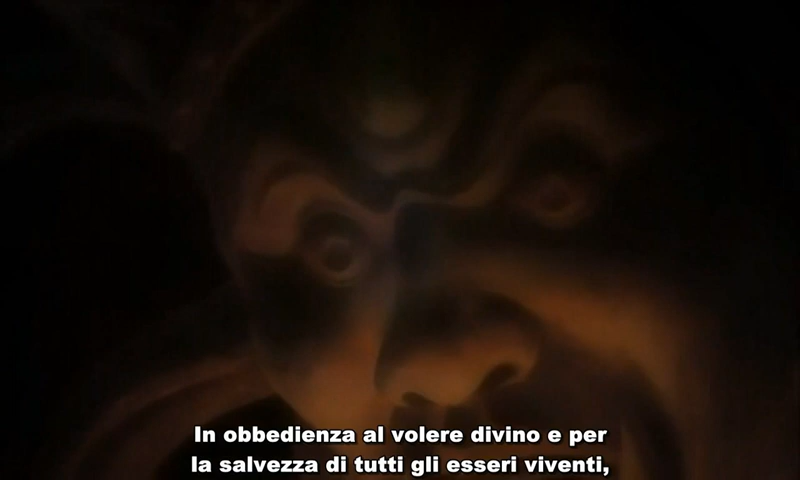 In obbedienza al volere divino e per
la salvezza di tutti gli esseri viventi,